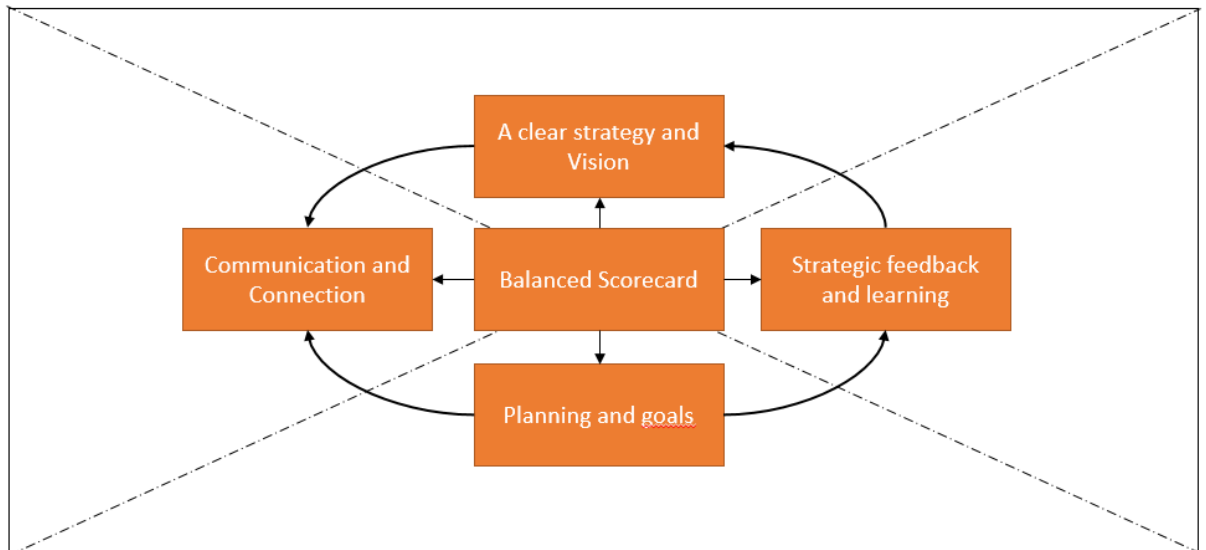 A clear strategy and
Vision
Communication and
Connection
Balanced Scorecard
Strategic feedback
and learning
Planning and goals